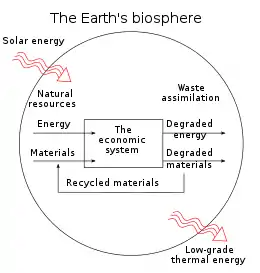 The Earth's biosphere
Solar energy
Natural
resources
Waste
assimilation
Energy
The
economic
system
Degraded
energy
Materials
Degraded
materials
Recycled materials
Low-grade
thermal energy